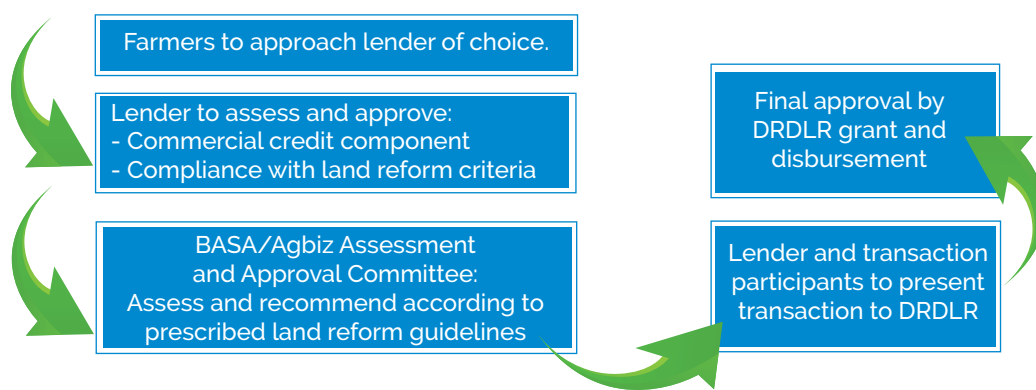 Farmers to approach lender of choice.
Lender to assess and approve:
- Commercial credit component
- Compliance with land reform criteria
BASA/Agbiz Assessment
and Approval Committee:
Assess and recommend according to
prescribed land reform guidelines
Lender and transaction
participants to present
transaction to DRDLR
Final approval by
DRDLR grant and
disbursement